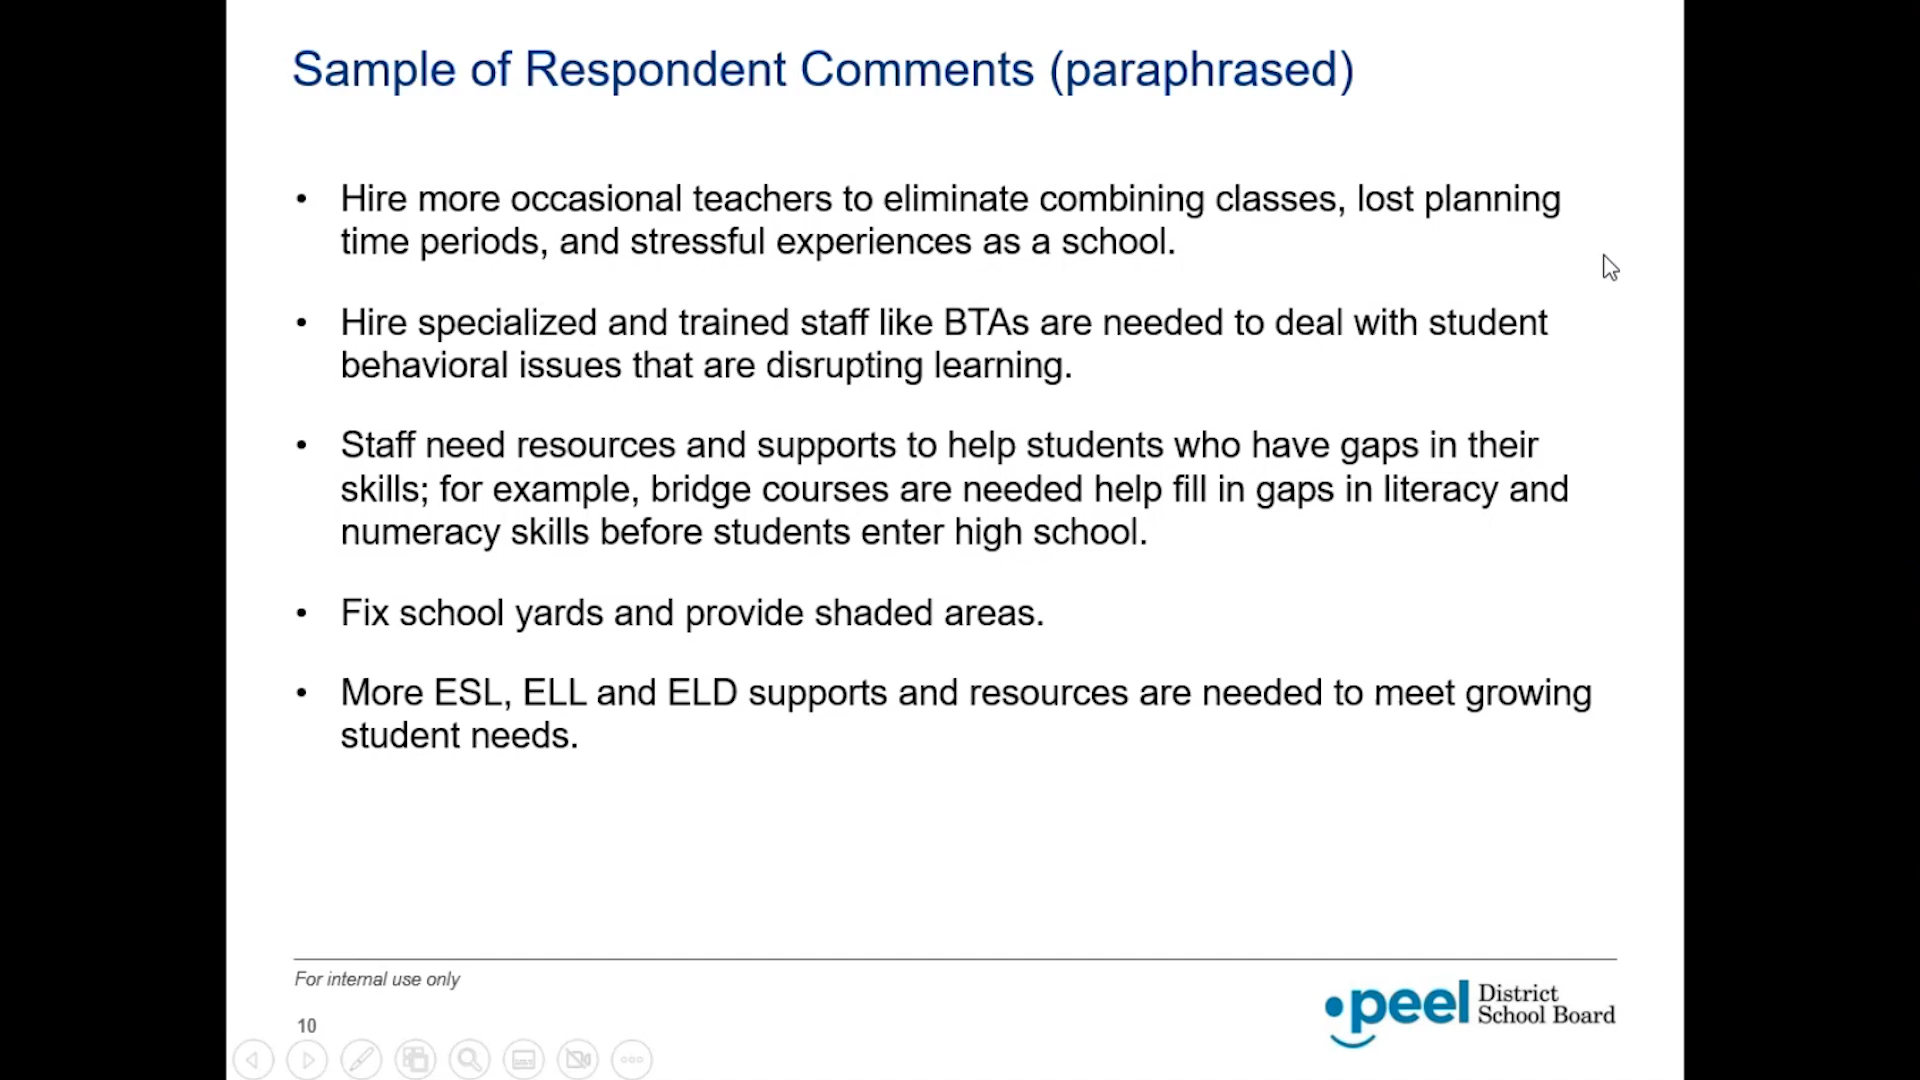 Sample of Respondent Comments (paraphrased)
• Hire more occasional teachers to eliminate combining classes, lost planning
time periods, and stressful experiences as a school.
• Hire specialized and trained staff like BTAs are needed to deal with student
behavioral issues that are disrupting learning.
• Staff need resources and supports to help students who have gaps in their
skills; for example, bridge courses are needed help fill in gaps in literacy and
numeracy skills before students enter high school.
• Fix school yards and provide shaded areas.
• More ESL, ELL and ELD supports and resources are needed to meet growing
student needs.
For internal use only
10
peel District
School Board